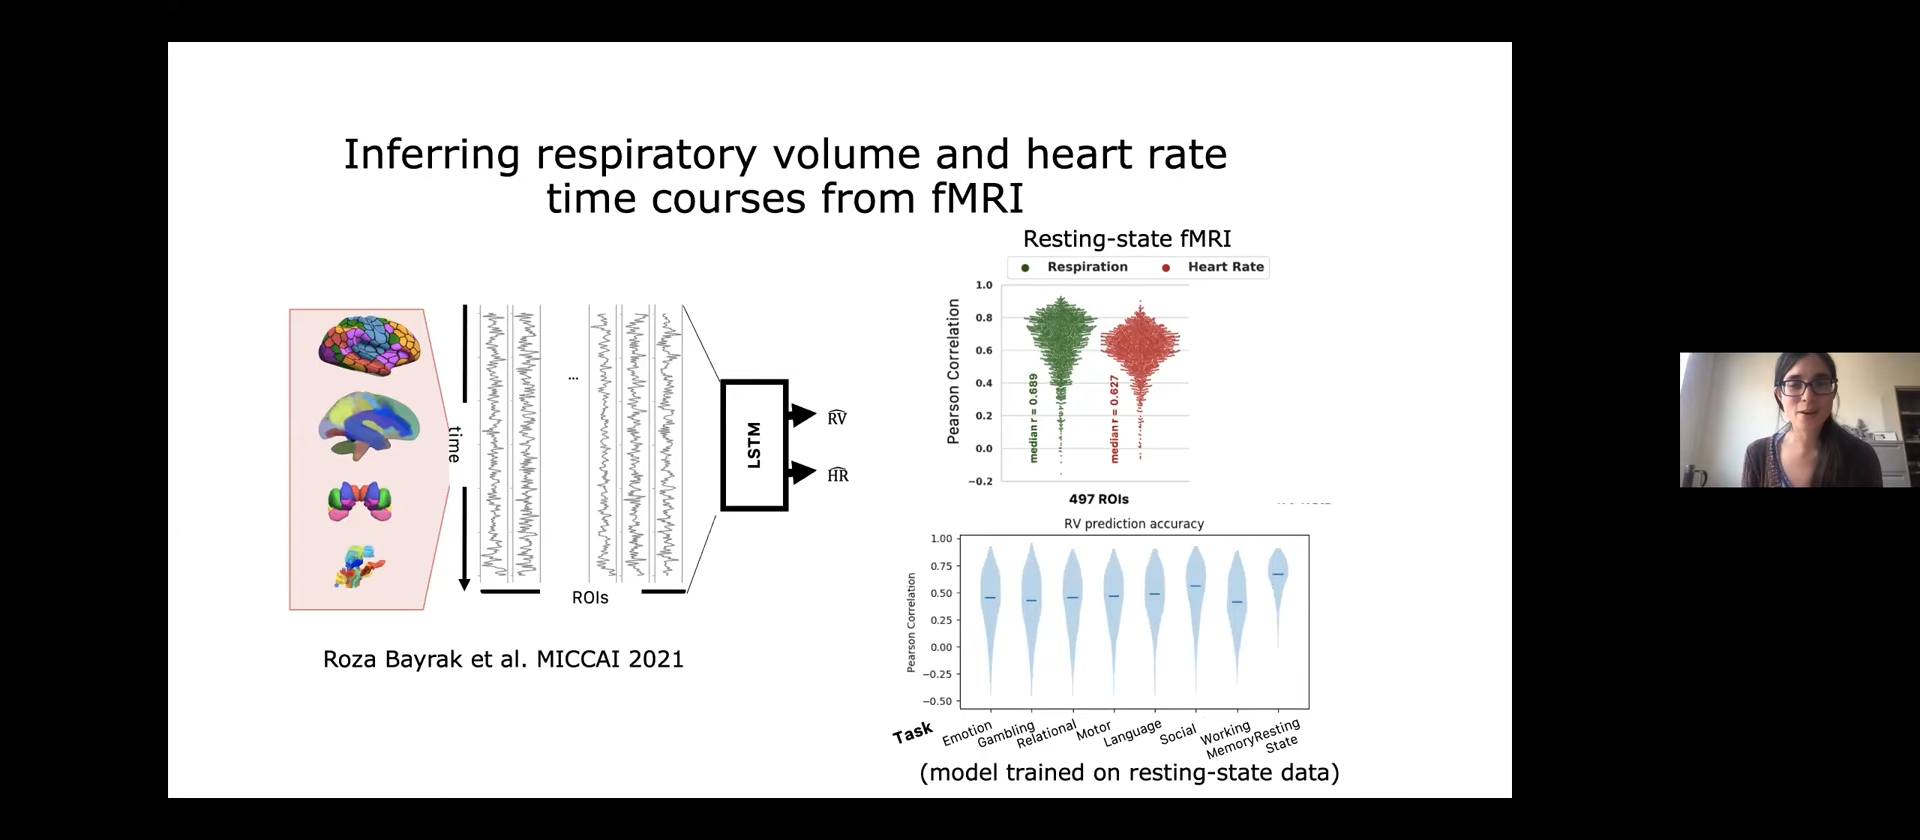 Inferring respiratory volume and heart rate
time courses from fMRI
time
...
ROIs
LSTM
R͡V
H͡R
Roza Bayrak et al. MICCAI 2021
Resting-state fMRI
Respiration Heart Rate
Pearson Correlation
1.0
0.8
0.6
0.4
0.2
0.0
−0.2
median r = 0.689
median r = 0.627
497 ROIs
RV prediction accuracy
Pearson Correlation
1.00
0.75
0.50
0.25
0.00
−0.25
−0.50
Task
Emotion
Gambling
Relational
Motor
Language
Social
Working
Memory
Resting
State
(model trained on resting-state data)